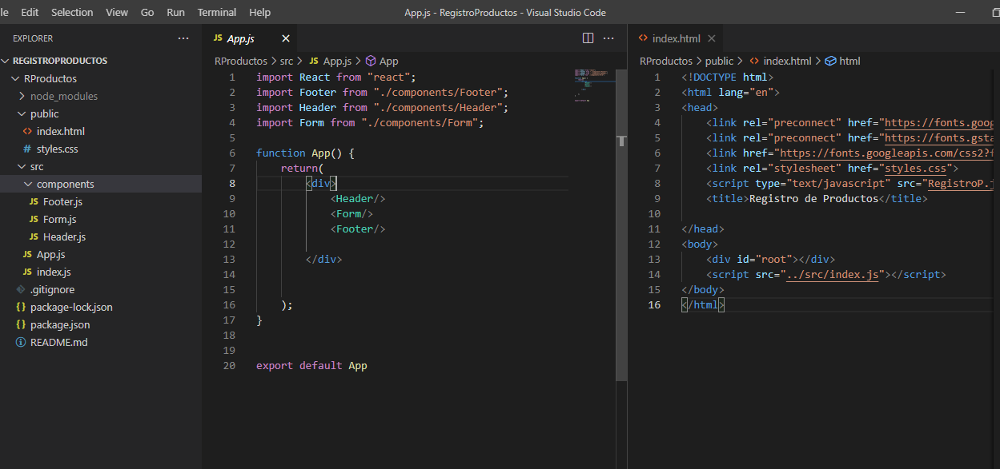 le Edit Selection View Go Run Terminal Help App.js - RegistroProductos - Visual Studio Code
EXPLORER
REGISTROPRODUCTOS
RProductos
node_modules
public
index.html
styles.css
src
components
Footer.js
Form.js
Header.js
App.js
index.js
.gitignore
package-lock.json
package.json
README.md
App.js
RProductos > src > JS App.js > App
1 import React from "react";
2 import Footer from "./components/Footer";
3 import Header from "./components/Header";
4 import Form from "./components/Form";
5
6 function App() {
7 return(
8 <div>
9 <Header/>
10 <Form/>
11 <Footer/>
12
13 </div>
14
15
16 );
17 }
18
19
20 export default App
index.html
RProductos > public > index.html > html
1 <!DOCTYPE html>
2 <html lang="en">
3 <head>
4 <link rel="preconnect" href="https://fonts.goog
5 <link rel="preconnect" href="https://fonts.gsta
6 <link href="https://fonts.googleapis.com/css2?f
7 <link rel="stylesheet" href="styles.css">
8 <script type="text/javascript" src="RegistroP.j
9 <title>Registro de Productos</title>
10
11 </head>
12 <body>
13 <div id="root"></div>
14 <script src="../src/index.js"></script>
15 </body>
16 </html>